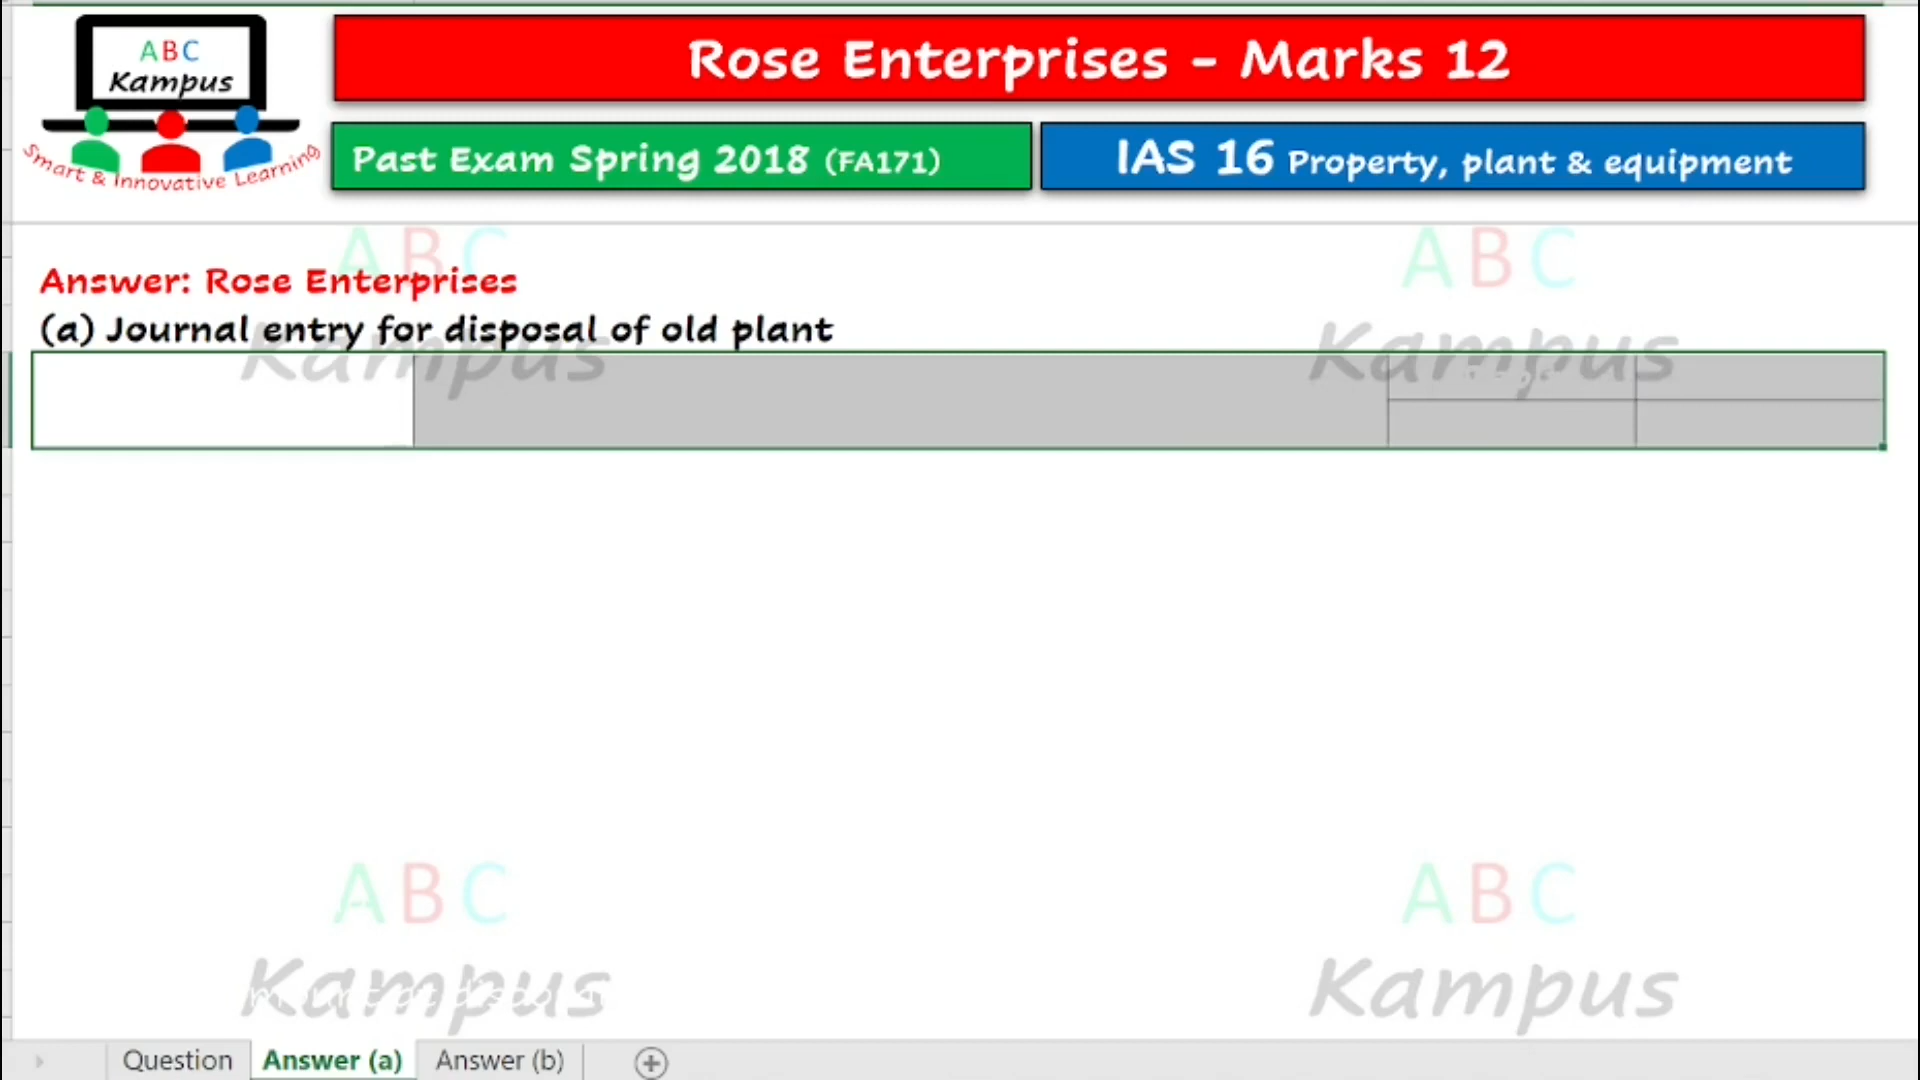 ABC
Kampus
Smart & Innovative Learning
Rose Enterprises - Marks 12
Past Exam Spring 2018 (FA171)
IAS 16 Property, plant & equipment
ABC
ABC
Answer: Rose Enterprises
(a) Journal entry for disposal of old plant
Kampus
Kampus
ABC
ABC
Kampus
Kampus
Question
Answer (a)
Answer (b)